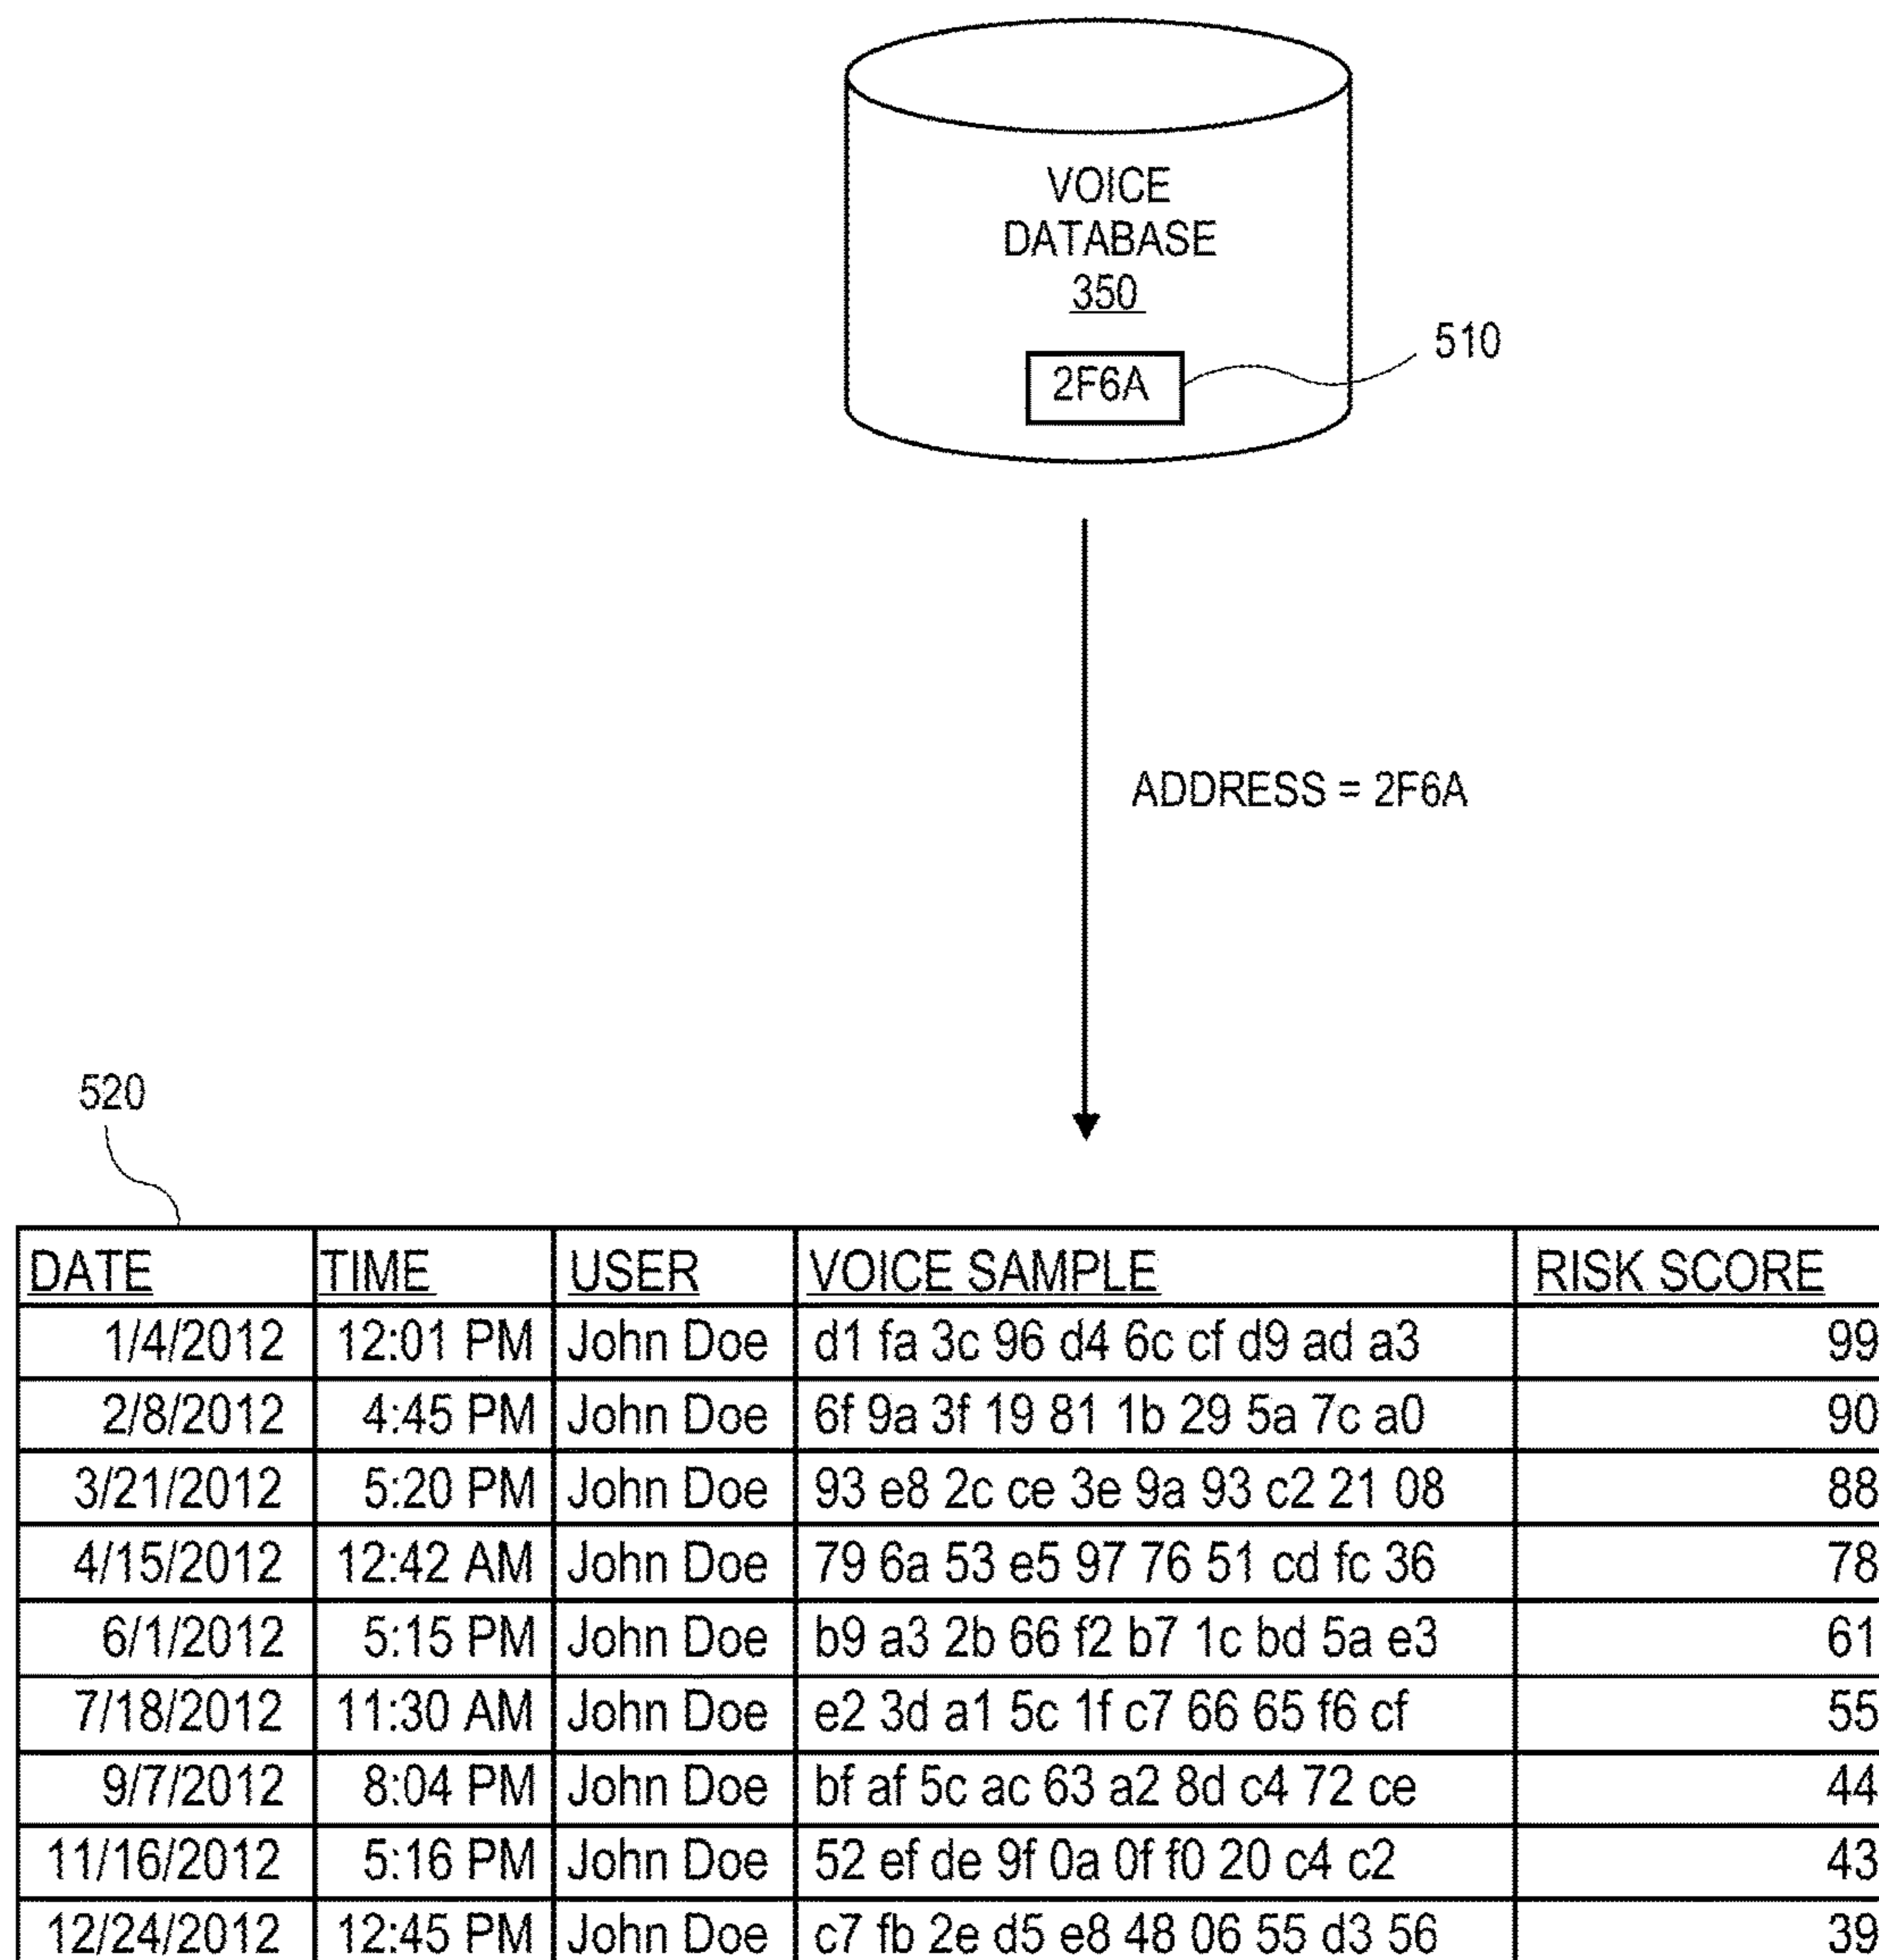 VOICE
DATABASE
350
2F6A
510
ADDRESS = 2F6A
520
DATE TIME USER VOICE SAMPLE RISK SCORE
1/4/2012 12:01 PM John Doe d1 fa 3c 96 d4 6c cf d9 ad a3 99
2/8/2012 4:45 PM John Doe 6f 9a 3f 19 81 1b 29 5a 7c a0 90
3/21/2012 5:20 PM John Doe 93 e8 2c ce 3e 9a 93 c2 21 08 88
4/15/2012 12:42 AM John Doe 79 6a 53 e5 97 76 51 cd fc 36 78
6/1/2012 5:15 PM John Doe b9 a3 2b 66 f2 b7 1c bd 5a e3 61
7/18/2012 11:30 AM John Doe e2 3d a1 5c 1f c7 66 65 f6 cf 55
9/7/2012 8:04 PM John Doe bf af 5c ac 63 a2 8d c4 72 ce 44
11/16/2012 5:16 PM John Doe 52 ef de 9f 0a 0f f0 20 c4 c2 43
12/24/2012 12:45 PM John Doe c7 fb 2e d5 e8 48 06 55 d3 56 39